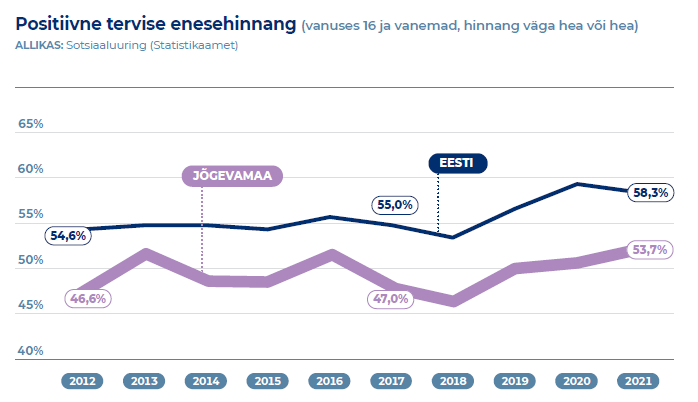 Positiivne tervise enesehinnang (vanuses 16 ja vanemad, hinnang väga hea või hea)
ALLIKAS: Sotsiaaluuring (Statistikaamet)
65%
60%
55%
50%
45%
40%
JÕGEVAMAA
EESTI
54,6%
55,0%
58,3%
46,6%
47,0%
53,7%
2012 2013 2014 2015 2016 2017 2018 2019 2020 2021